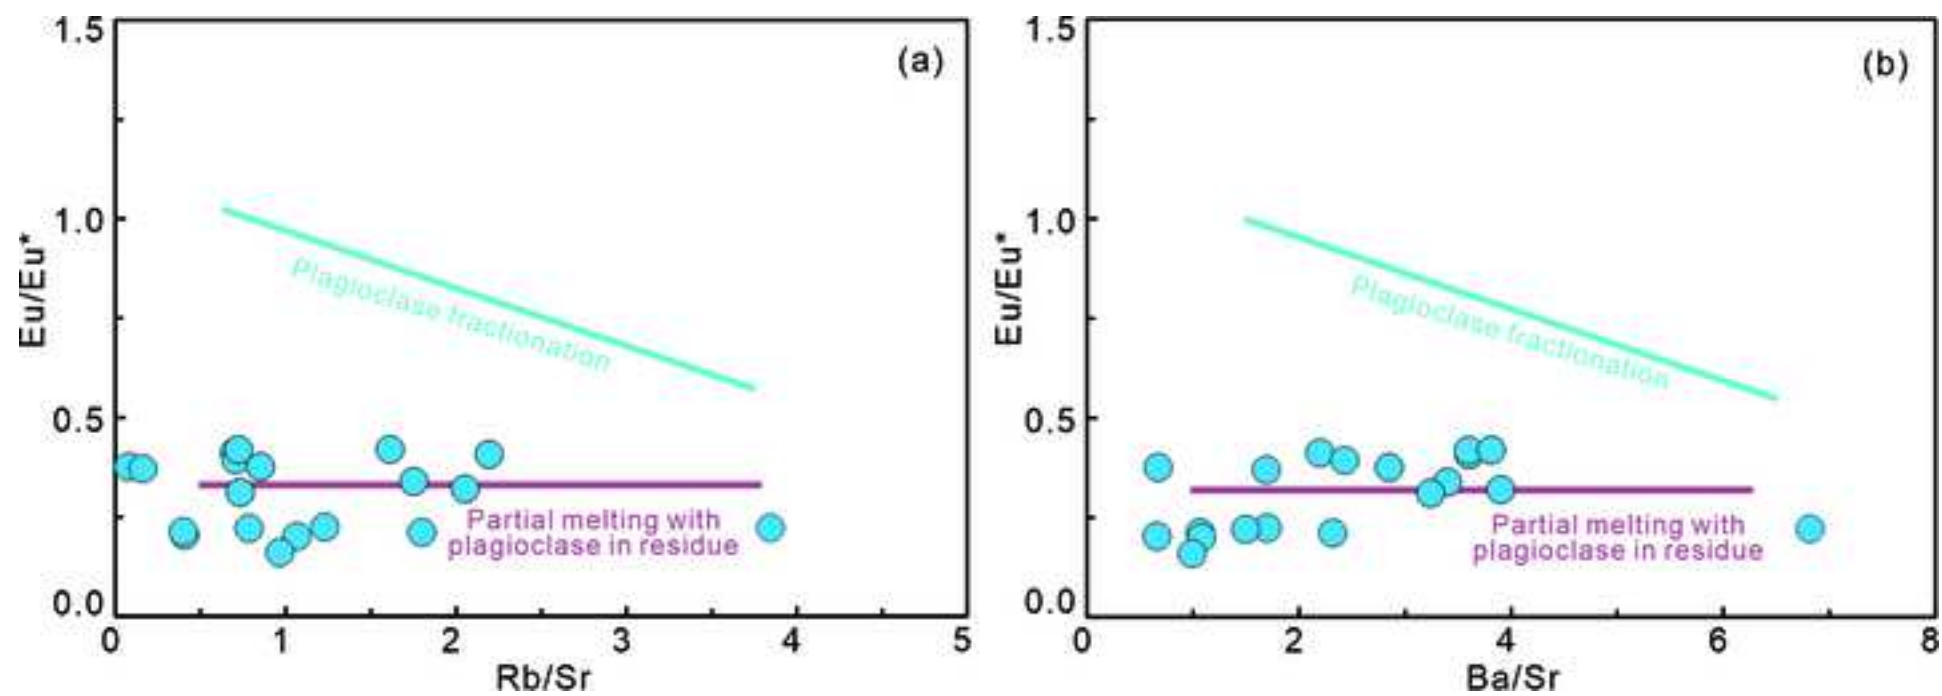 1.5
1.0
0.5
0.0
Eu/Eu*
(a)
Plagioclase fractionation
Partial melting with
plagioclase in residue
0 1 2 3 4 5
Rb/Sr
1.5
1.0
0.5
0.0
Eu/Eu*
(b)
Plagioclase fractionation
Partial melting with
plagioclase in residue
0 2 4 6 8
Ba/Sr